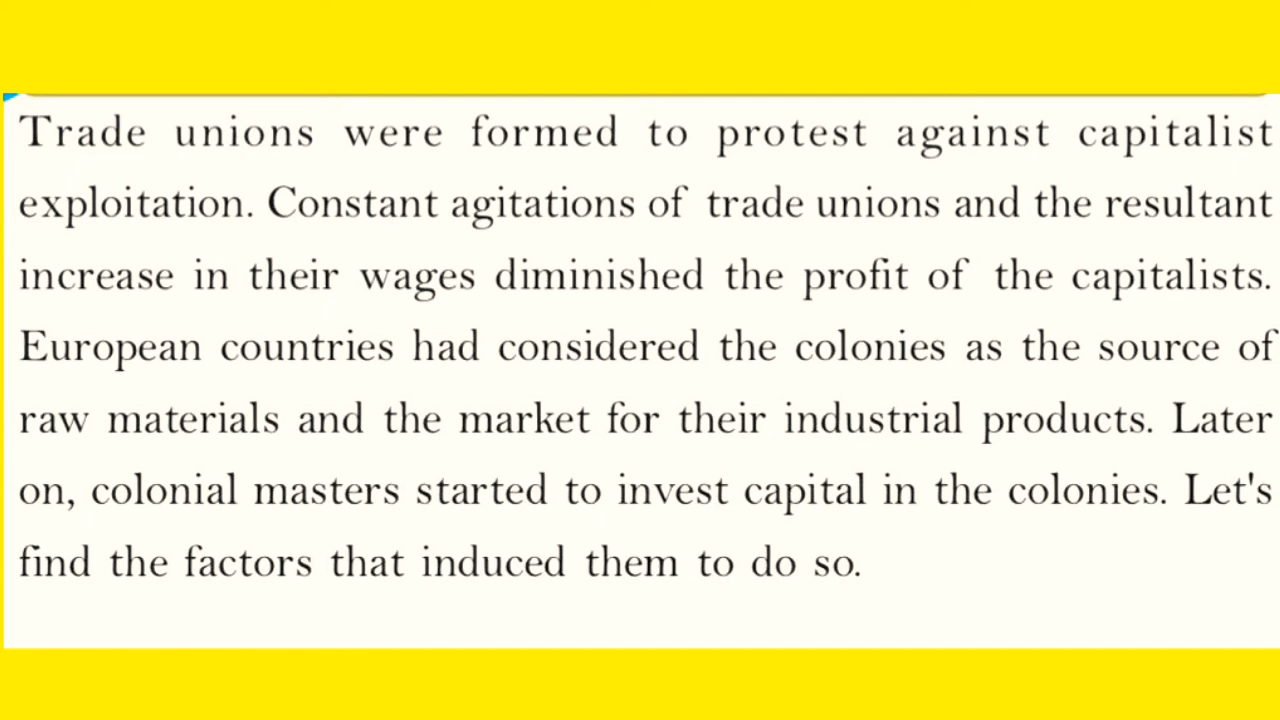 Trade unions were formed to protest against capitalist
exploitation. Constant agitations of trade unions and the resultant
increase in their wages diminished the profit of the capitalists.
European countries had considered the colonies as the source of
raw materials and the market for their industrial products. Later
on, colonial masters started to invest capital in the colonies. Let's
find the factors that induced them to do so.